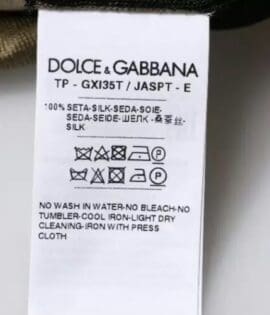 DOLCE & GABBANA
TP - GXI35T / JASPT - E
100% SETA-SILK-SEDA-SOIE-
SEDA-SEIDE-ШЕЛК -桑蚕丝-
SILK
P
P
NO WASH IN WATER-NO BLEACH-NO
TUMBLER-COOL IRON-LIGHT DRY
CLEANING-IRON WITH PRESS
CLOTH